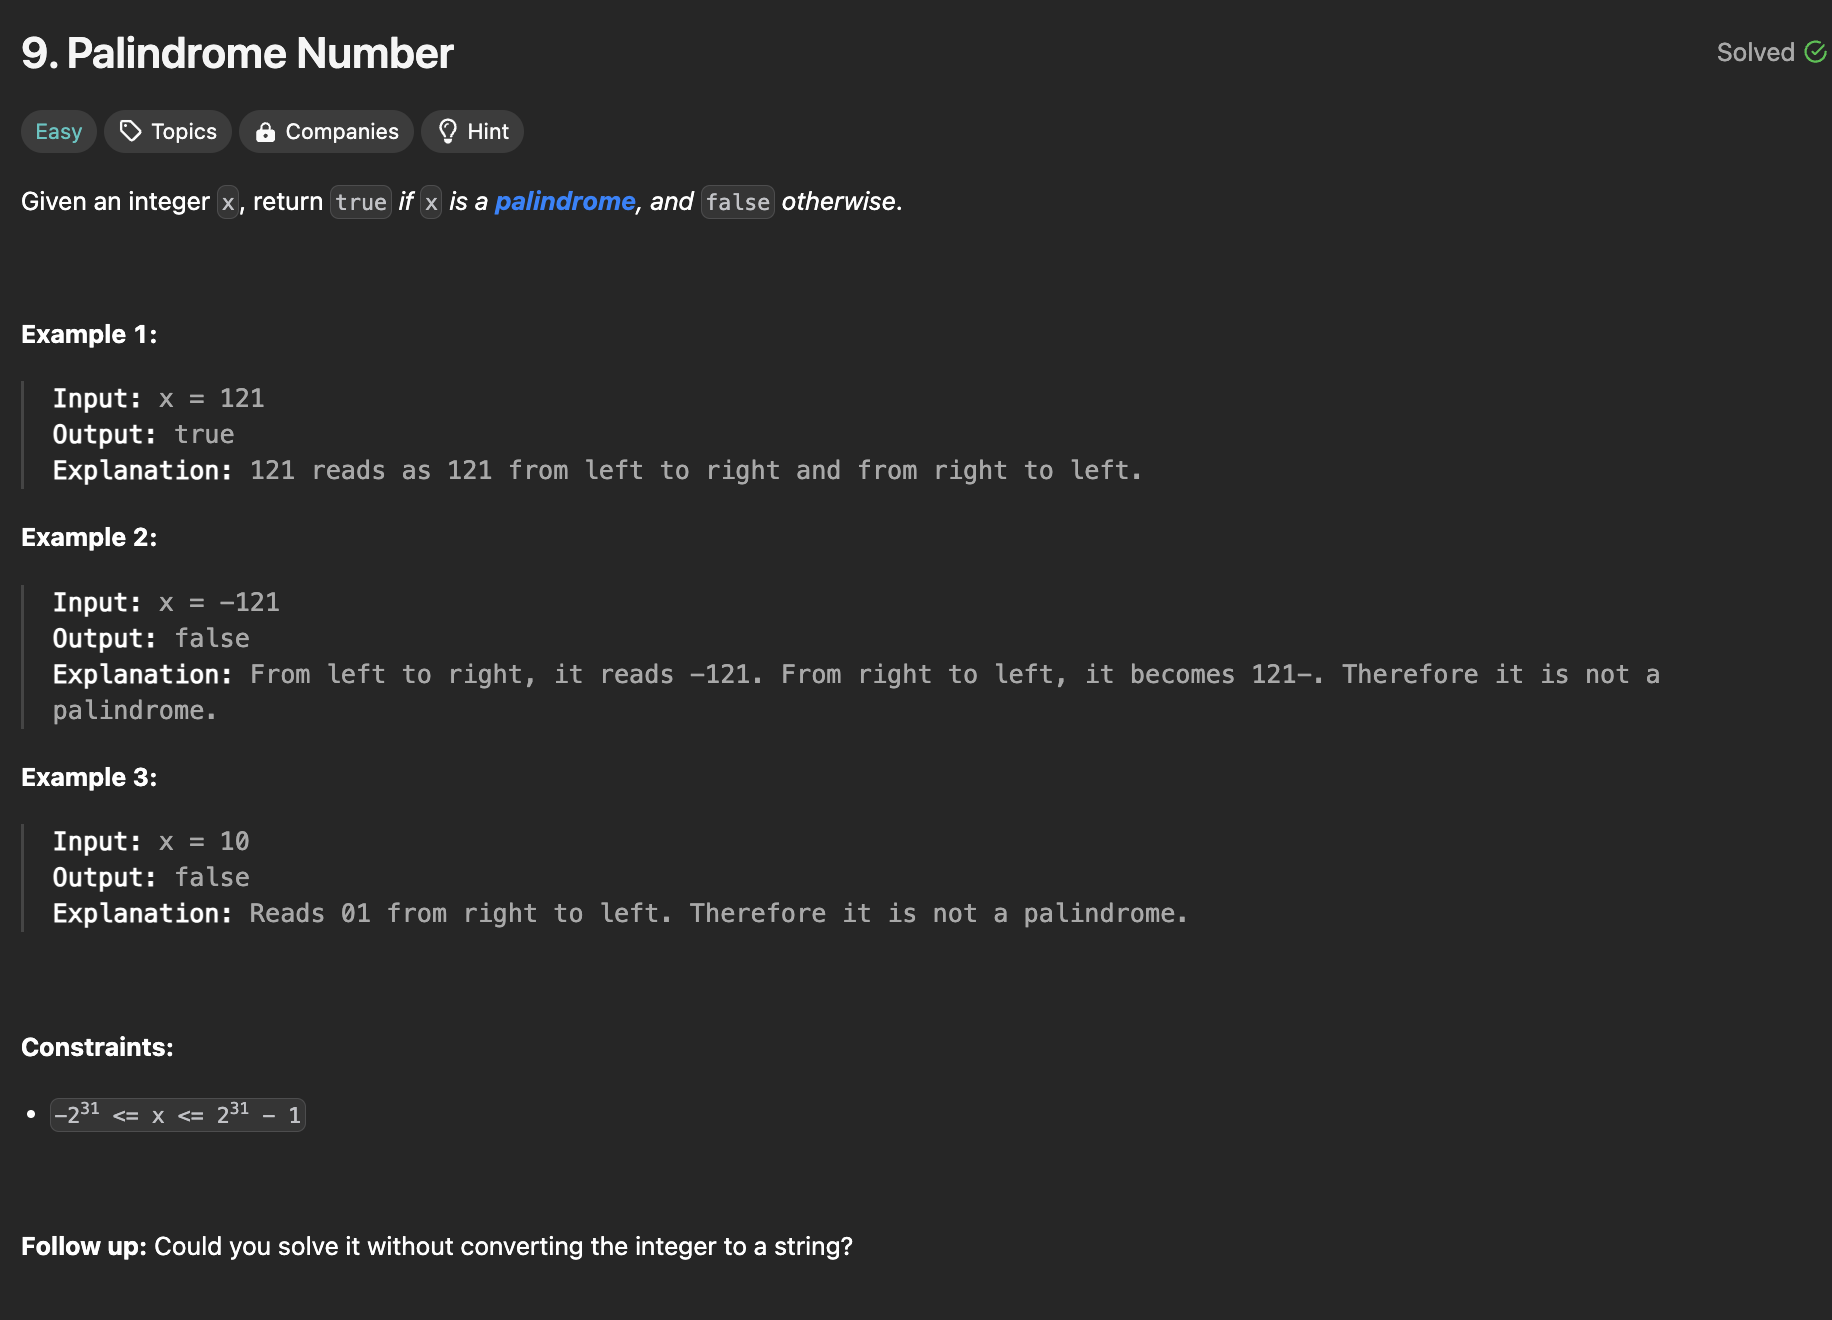 9. Palindrome Number
Solved
Easy
Topics
Companies
Hint
Given an integer x, return true if x is a palindrome, and false otherwise.
Example 1:
Input: x = 121
Output: true
Explanation: 121 reads as 121 from left to right and from right to left.
Example 2:
Input: x = -121
Output: false
Explanation: From left to right, it reads -121. From right to left, it becomes 121-. Therefore it is not a
palindrome.
Example 3:
Input: x = 10
Output: false
Explanation: Reads 01 from right to left. Therefore it is not a palindrome.
Constraints:
• -2³¹ <= x <= 2³¹ - 1
Follow up: Could you solve it without converting the integer to a string?